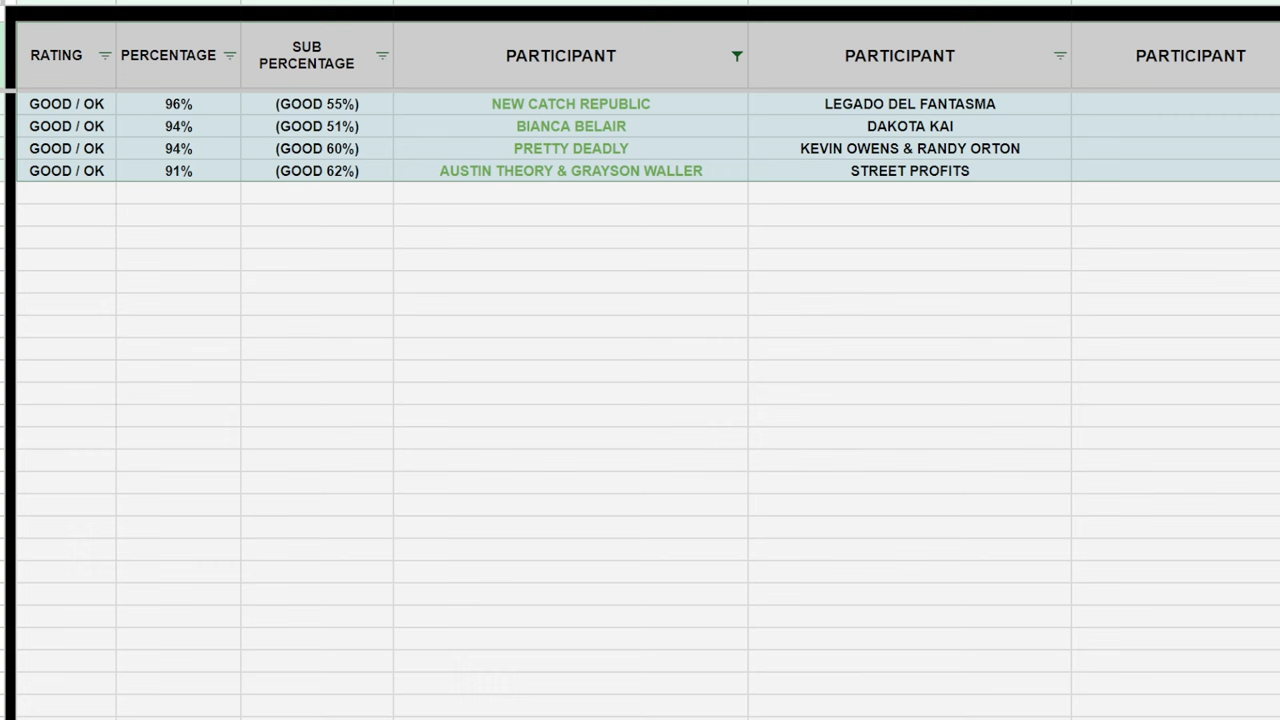 RATING PERCENTAGE SUB PERCENTAGE PARTICIPANT PARTICIPANT PARTICIPANT
GOOD / OK 96% (GOOD 55%) NEW CATCH REPUBLIC LEGADO DEL FANTASMA
GOOD / OK 94% (GOOD 51%) BIANCA BELAIR DAKOTA KAI
GOOD / OK 94% (GOOD 60%) PRETTY DEADLY KEVIN OWENS & RANDY ORTON
GOOD / OK 91% (GOOD 62%) AUSTIN THEORY & GRAYSON WALLER STREET PROFITS